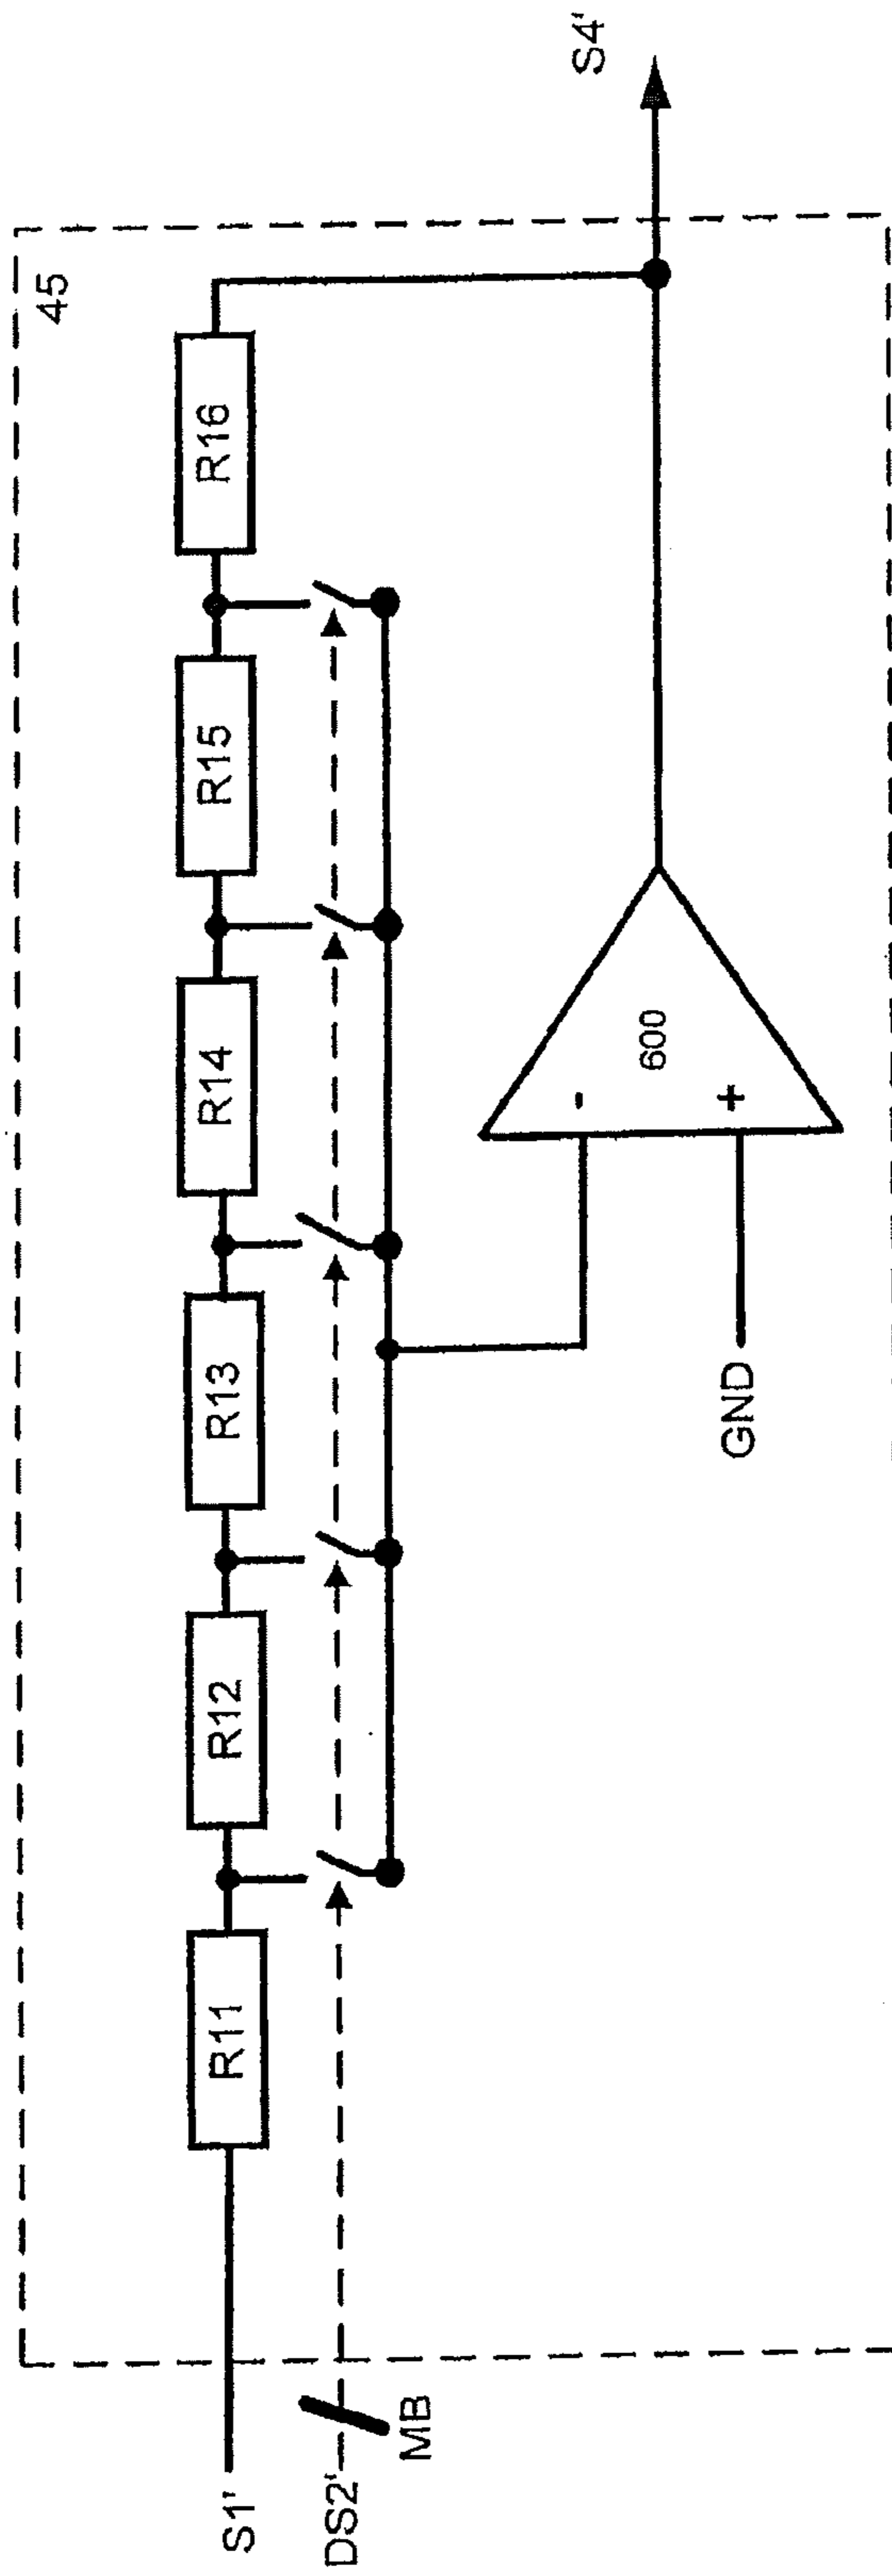 45
R11
R12
R13
R14
R15
R16
S1'
DS2'
MB
S4'
-
+
600
GND